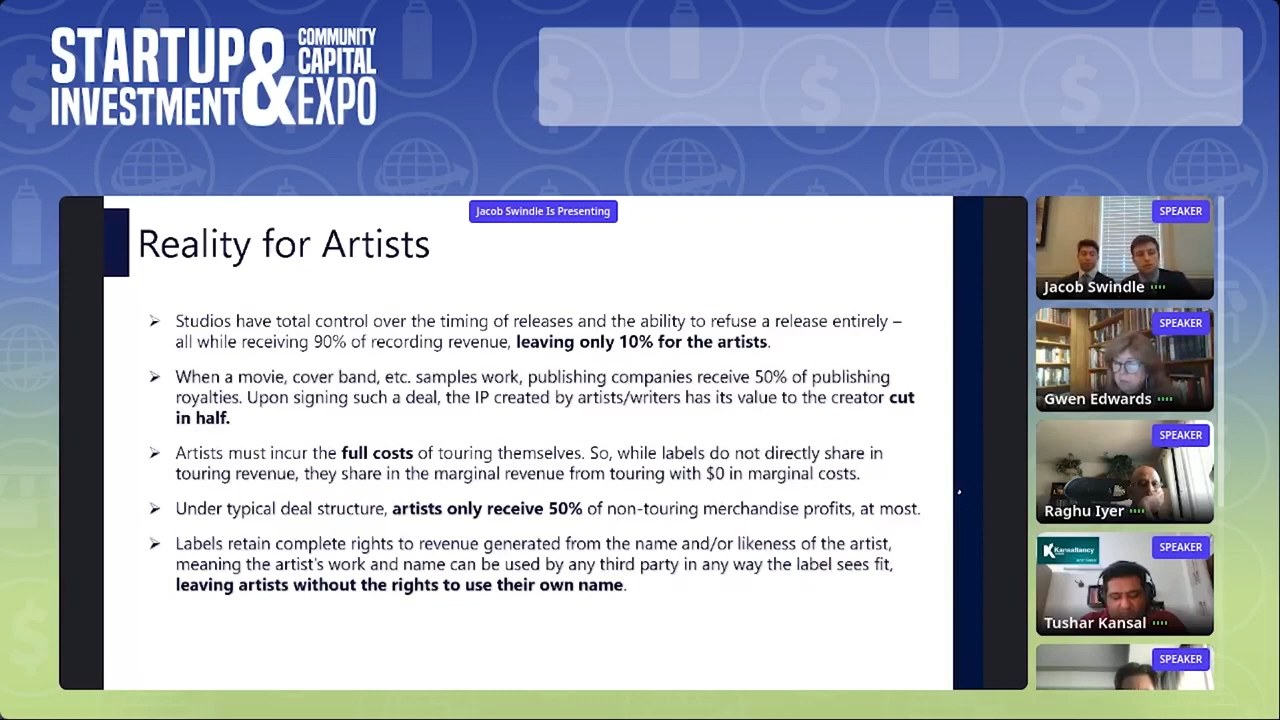 STARTUP & COMMUNITY
CAPITAL
INVESTMENT EXPO
Jacob Swindle Is Presenting
Reality for Artists
➢ Studios have total control over the timing of releases and the ability to refuse a release entirely –
all while receiving 90% of recording revenue, leaving only 10% for the artists.
➢ When a movie, cover band, etc. samples work, publishing companies receive 50% of publishing
royalties. Upon signing such a deal, the IP created by artists/writers has its value to the creator cut
in half.
➢ Artists must incur the full costs of touring themselves. So, while labels do not directly share in
touring revenue, they share in the marginal revenue from touring with $0 in marginal costs.
➢ Under typical deal structure, artists only receive 50% of non-touring merchandise profits, at most.
➢ Labels retain complete rights to revenue generated from the name and/or likeness of the artist,
meaning the artist's work and name can be used by any third party in any way the label sees fit,
leaving artists without the rights to use their own name.
SPEAKER
Jacob Swindle
SPEAKER
Gwen Edwards
SPEAKER
Raghu Iyer
SPEAKER
Kansaltancy
Tushar Kansal
SPEAKER